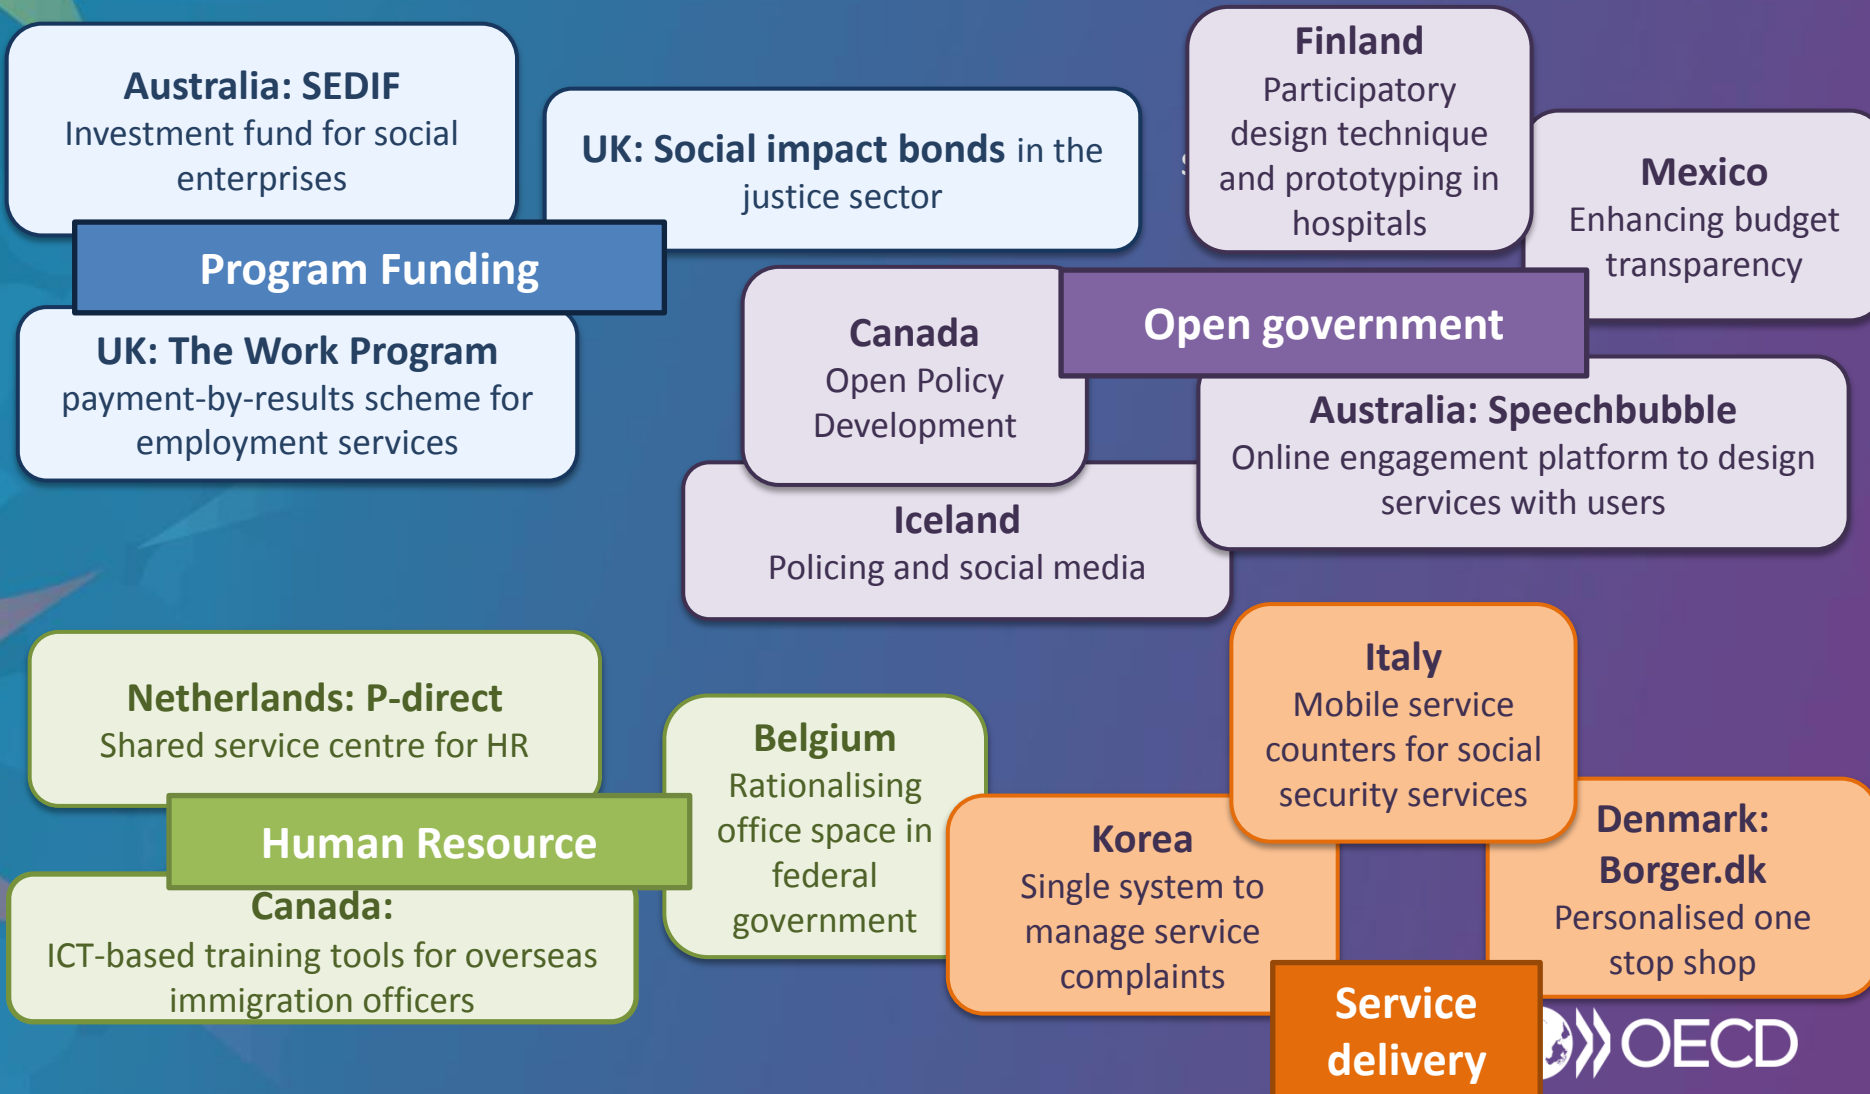 Australia: SEDIF
Investment fund for social
enterprises
UK: Social impact bonds in the
justice sector
Program Funding
UK: The Work Program
payment-by-results scheme for
employment services
Finland
Participatory
design technique
and prototyping in
hospitals
Mexico
Enhancing budget
transparency
Open government
Canada
Open Policy
Development
Australia: Speechbubble
Online engagement platform to design
services with users
Iceland
Policing and social media
Netherlands: P-direct
Shared service centre for HR
Human Resource
Canada:
ICT-based training tools for overseas
immigration officers
Belgium
Rationalising
office space in
federal
government
Italy
Mobile service
counters for social
security services
Korea
Single system to
manage service
complaints
Denmark:
Borger.dk
Personalised one
stop shop
Service
delivery
OECD